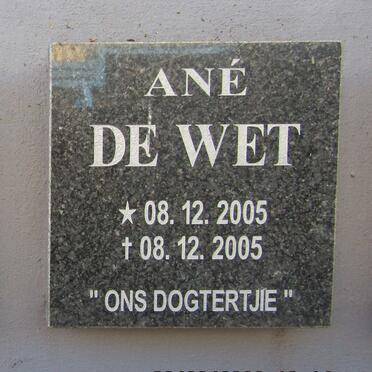 ANÉ
DE WET
★ 08. 12. 2005
† 08. 12. 2005
" ONS DOGTERTJIE "